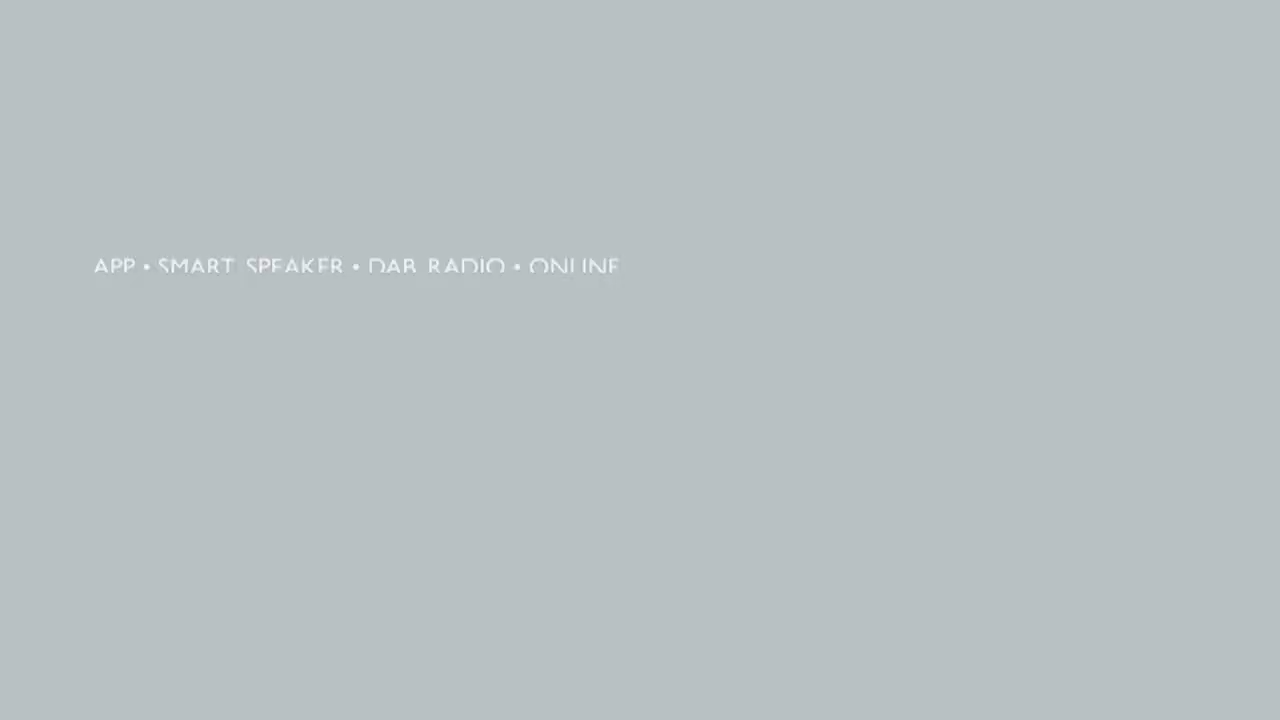 APP • SMART SPEAKER • DAB RADIO • ONLINE